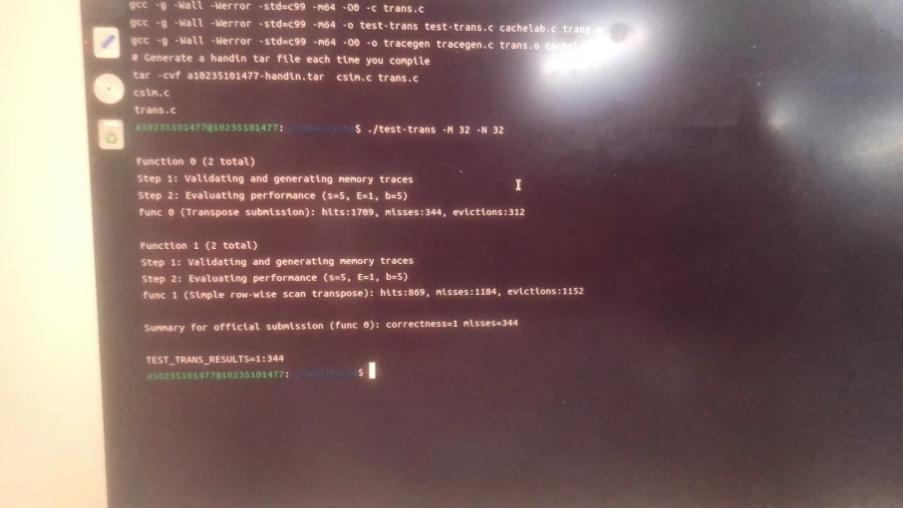 gcc -g -Wall -Werror -std=c99 -m64 -O0 -c trans.c
gcc -g -Wall -Werror -std=c99 -m64 -o test-trans test-trans.c cachelab.c
gcc -g -Wall -Werror -std=c99 -m64 -O0 -o tracegen tracegen.c trans.o
# Generate a handin tar file each time you compile
tar -cvf a10235101477-handin.tar  csim.c trans.c
csim.c
trans.c
a10235101477@10235101477: $ ./test-trans -M 32 -N 32
Function 0 (2 total)
Step 1: Validating and generating memory traces
Step 2: Evaluating performance (s=5, E=1, b=5)
func 0 (Transpose submission): hits:1709, misses:344, evictions:312
Function 1 (2 total)
Step 1: Validating and generating memory traces
Step 2: Evaluating performance (s=5, E=1, b=5)
func 1 (Simple row-wise scan transpose): hits:869, misses:1184, evictions:1152
Summary for official submission (func 0): correctness=1 misses=344
TEST_TRANS_RESULTS=1:344
a10235101477@10235101477: $